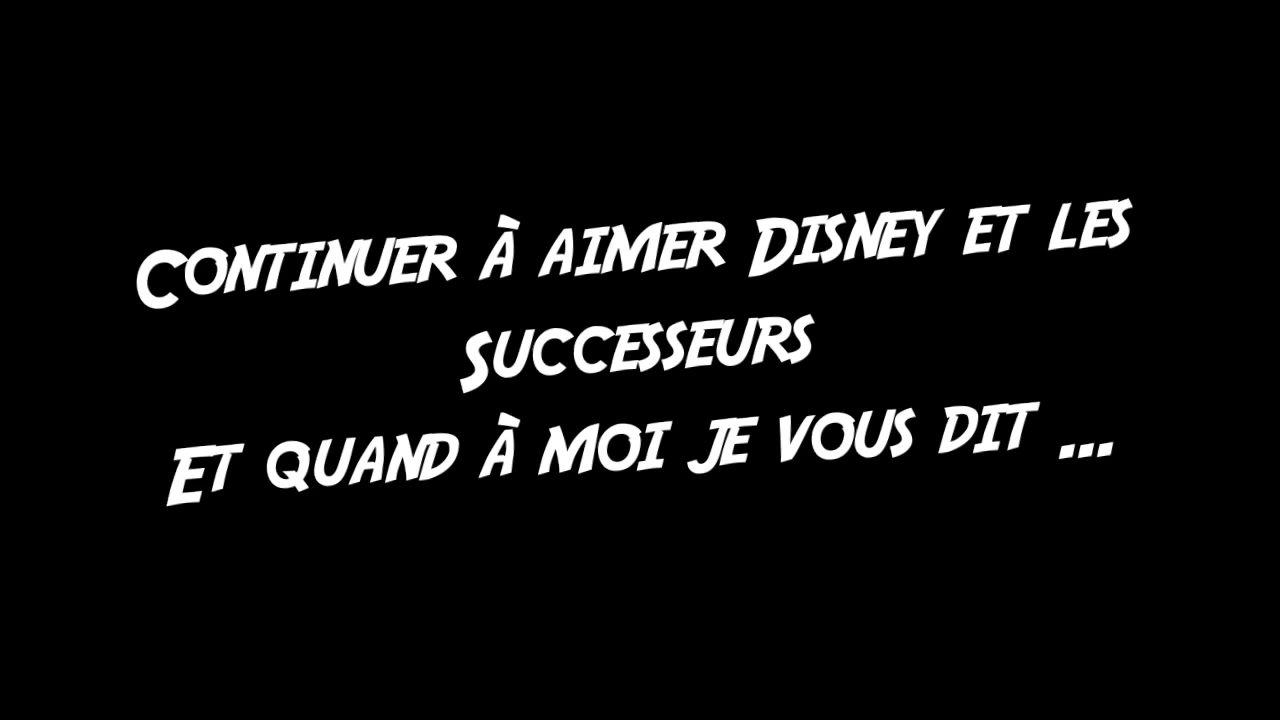 Continuer à aimer Disney et les
Successeurs
Et quand à moi je vous dit ...